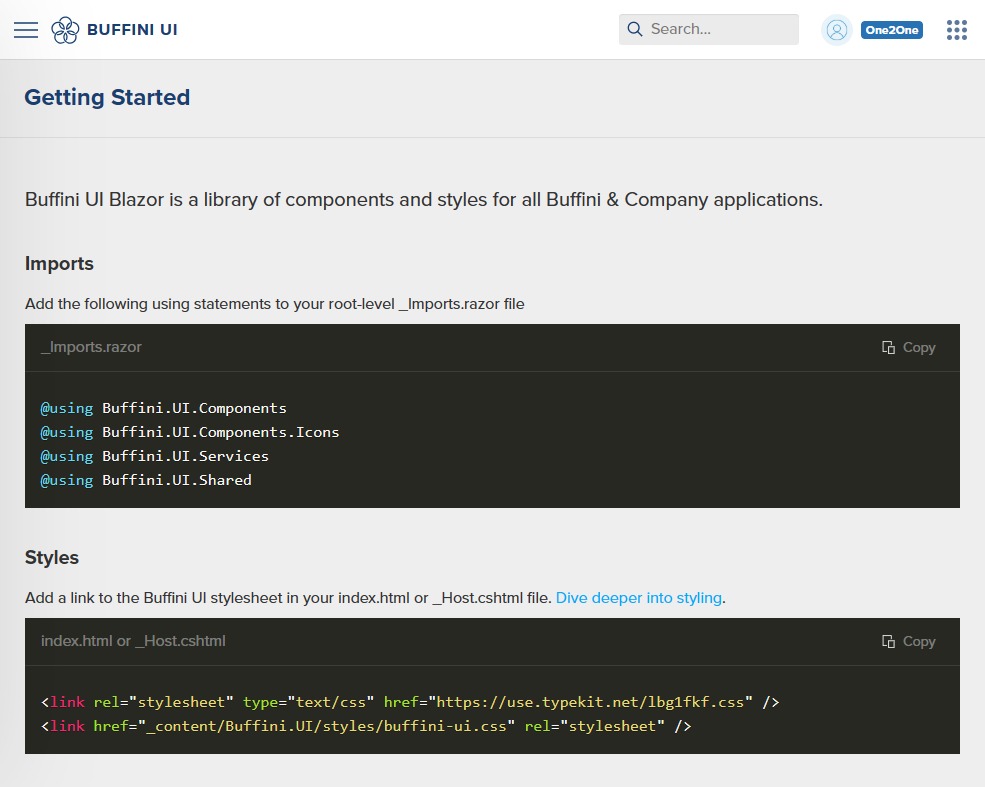 BUFFINI UI
Search...
One2One
Getting Started
Buffini UI Blazor is a library of components and styles for all Buffini & Company applications.
Imports
Add the following using statements to your root-level _Imports.razor file
_Imports.razor
Copy
@using Buffini.UI.Components
@using Buffini.UI.Components.Icons
@using Buffini.UI.Services
@using Buffini.UI.Shared
Styles
Add a link to the Buffini UI stylesheet in your index.html or _Host.cshtml file. Dive deeper into styling.
index.html or _Host.cshtml
Copy
<link rel="stylesheet" type="text/css" href="https://use.typekit.net/lbg1fkf.css" />
<link href="_content/Buffini.UI/styles/buffini-ui.css" rel="stylesheet" />